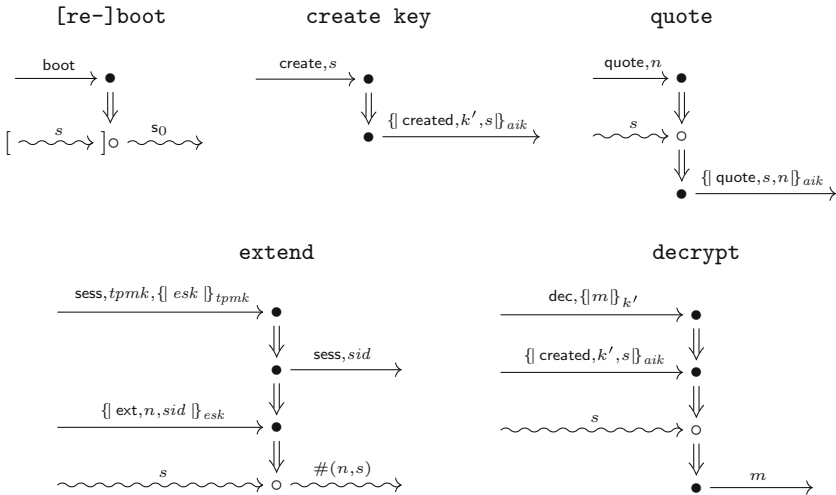 [re-]boot
boot
[ s ] s₀
create key
create,s
{| created,k′,s|}ₐᵢₖ
quote
quote,n
s
{| quote,s,n|}ₐᵢₖ
extend
sess,tpmk,{| esk |}ₜₚₘₖ
sess,sid
{| ext,n,sid |}ₑₛₖ
s #(n,s)
decrypt
dec,{|m|}ₖ′
{| created,k′,s|}ₐᵢₖ
s
m